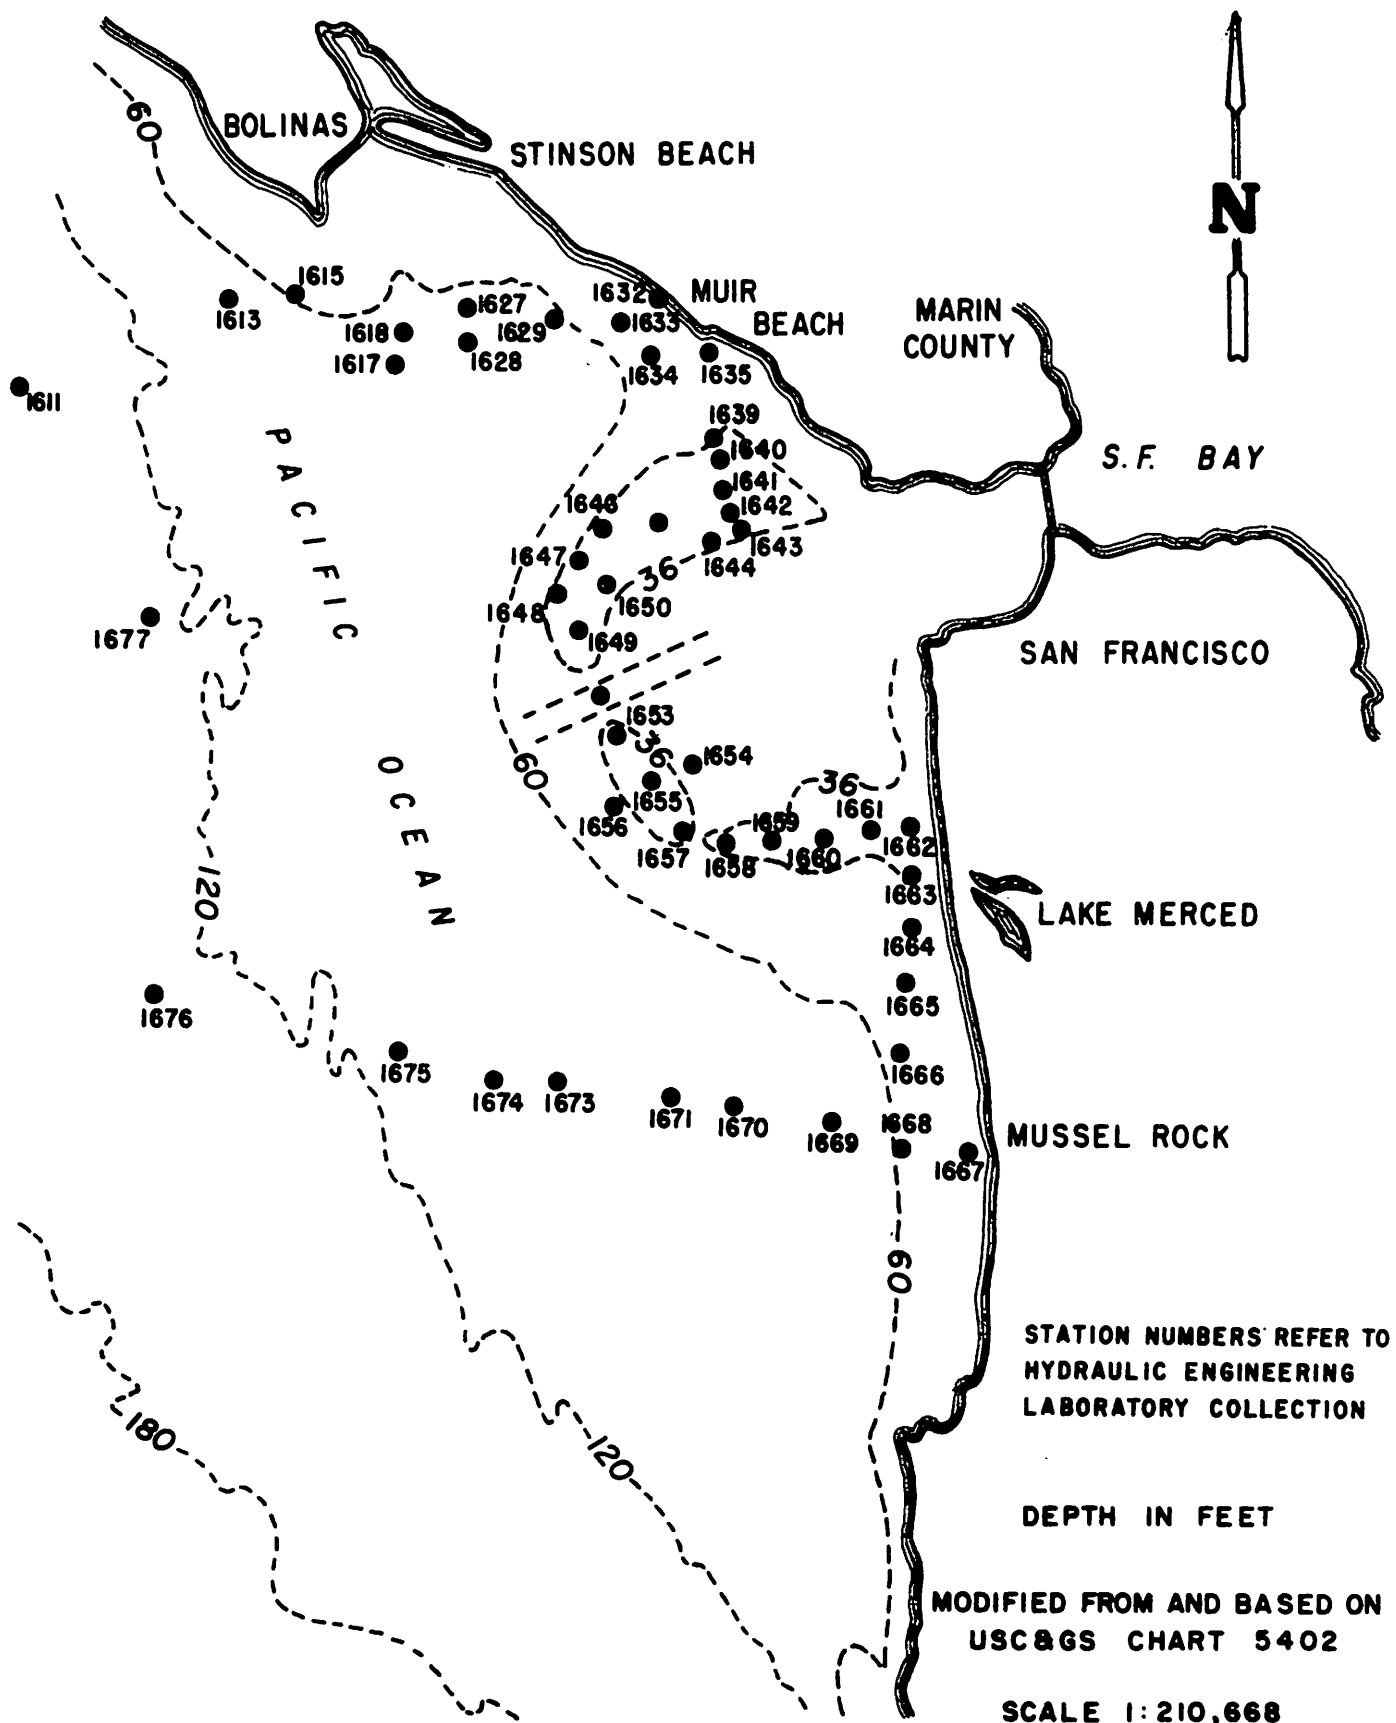 60
BOLINAS
STINSON BEACH
N
1615
1613
1627
1632
MUIR
BEACH
1618
1629
1633
MARIN
COUNTY
1617
1628
1634
1635
1611
1639
1640
S.F. BAY
PACIFIC
1641
1646
1642
1643
1647
1644
36
1648
1650
1677
1649
SAN FRANCISCO
1653
36
1654
OCEAN
60
36
1655
1661
1656
1659
1662
1657
1658
1660
120
1663
LAKE MERCED
1664
1665
1676
1675
1666
1674
1673
1671
1670
1669
1668
MUSSEL ROCK
1667
60
STATION NUMBERS REFER TO
HYDRAULIC ENGINEERING
LABORATORY COLLECTION
180
120
DEPTH IN FEET
MODIFIED FROM AND BASED ON
USC&GS CHART 5402
SCALE 1:210,668